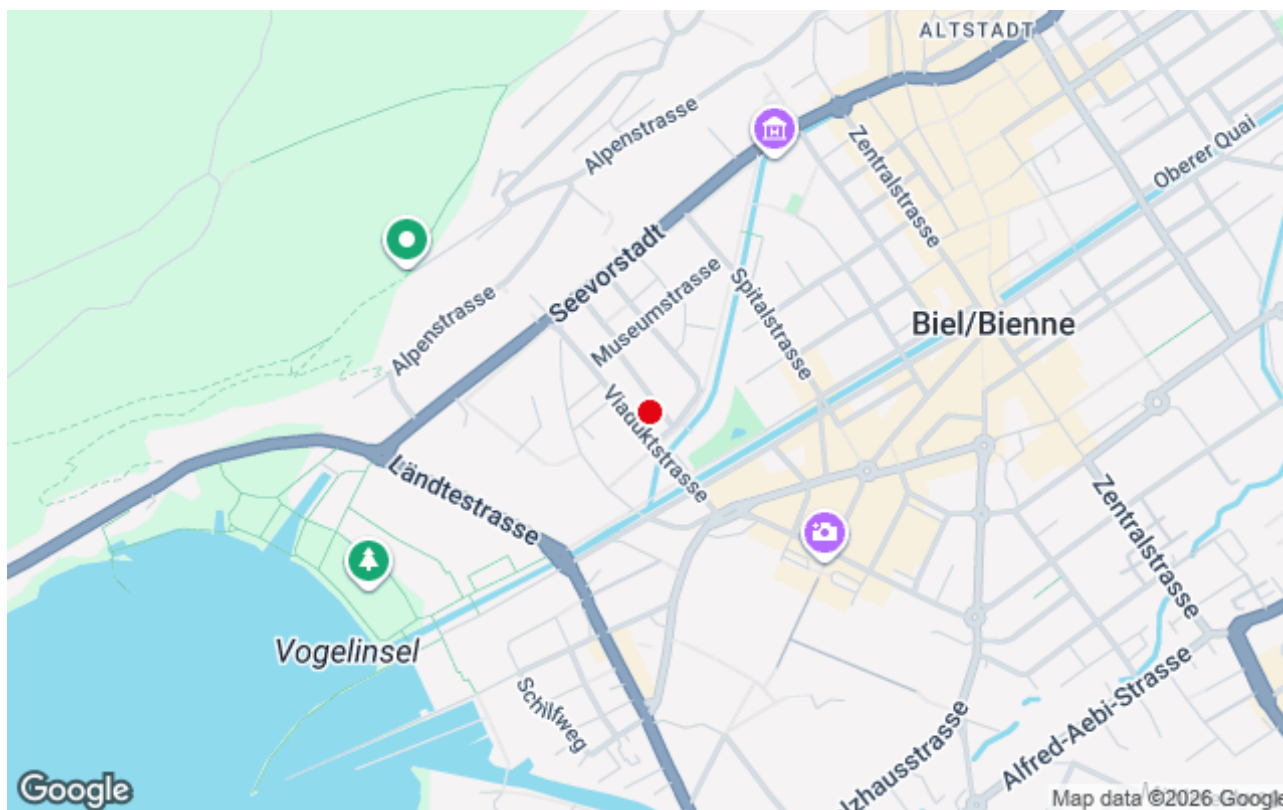 ALTSTADT
Alpenstrasse
Zentralstrasse
Oberer Quai
Seevorstadt
Museumstrasse
Spitalstrasse
Biel/Bienne
Alpenstrasse
Viaduktstrasse
Ländtestrasse
Zentralstrasse
Vogelinsel
Schilfweg
lzhausstrasse
Alfred-Aebi-Strasse
Google
Map data ©2026 Google